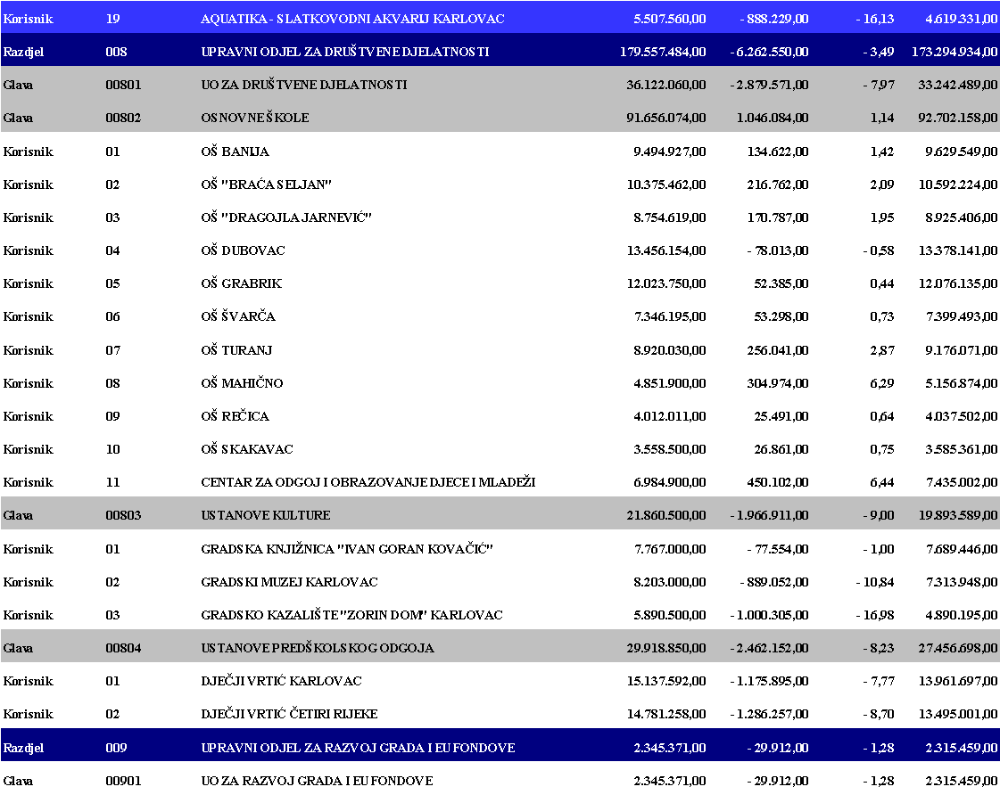 Korisnik 19 AQUATIKA - SLATKOVODNI AKVARIJ KARLOVAC 5.507.560,00 - 888.229,00 - 16,13 4.619.331,00
Razdjel 008 UPRAVNI ODJEL ZA DRUŠTVENE DJELATNOSTI 179.557.484,00 - 6.262.550,00 - 3,49 173.294.934,00
Glava 00801 UO ZA DRUŠTVENE DJELATNOSTI 36.122.060,00 - 2.879.571,00 - 7,97 33.242.489,00
Glava 00802 OSNOVNE ŠKOLE 91.656.074,00 1.046.084,00 1,14 92.702.158,00
Korisnik 01 OŠ BANIJA 9.494.927,00 134.622,00 1,42 9.629.549,00
Korisnik 02 OŠ "BRAĆA SELJAN" 10.375.462,00 216.762,00 2,09 10.592.224,00
Korisnik 03 OŠ "DRAGOJLA JARNEVIĆ" 8.754.619,00 170.787,00 1,95 8.925.406,00
Korisnik 04 OŠ DUBOVAC 13.456.154,00 - 78.013,00 - 0,58 13.378.141,00
Korisnik 05 OŠ GRABRIK 12.023.750,00 52.385,00 0,44 12.076.135,00
Korisnik 06 OŠ ŠVARČA 7.346.195,00 53.298,00 0,73 7.399.493,00
Korisnik 07 OŠ TURANJ 8.920.030,00 256.041,00 2,87 9.176.071,00
Korisnik 08 OŠ MAHIČNO 4.851.900,00 304.974,00 6,29 5.156.874,00
Korisnik 09 OŠ REČICA 4.012.011,00 25.491,00 0,64 4.037.502,00
Korisnik 10 OŠ SKAKAVAC 3.558.500,00 26.861,00 0,75 3.585.361,00
Korisnik 11 CENTAR ZA ODGOJ I OBRAZOVANJE DJECE I MLADEŽI 6.984.900,00 450.102,00 6,44 7.435.002,00
Glava 00803 USTANOVE KULTURE 21.860.500,00 - 1.966.911,00 - 9,00 19.893.589,00
Korisnik 01 GRADSKA KNJIŽNICA "IVAN GORAN KOVAČIĆ" 7.767.000,00 - 77.554,00 - 1,00 7.689.446,00
Korisnik 02 GRADSKI MUZEJ KARLOVAC 8.203.000,00 - 889.052,00 - 10,84 7.313.948,00
Korisnik 03 GRADSKO KAZALIŠTE "ZORIN DOM" KARLOVAC 5.890.500,00 - 1.000.305,00 - 16,98 4.890.195,00
Glava 00804 USTANOVE PREDŠKOLSKOG ODGOJA 29.918.850,00 - 2.462.152,00 - 8,23 27.456.698,00
Korisnik 01 DJEČJI VRTIĆ KARLOVAC 15.137.592,00 - 1.175.895,00 - 7,77 13.961.697,00
Korisnik 02 DJEČJI VRTIĆ ČETIRI RIJEKE 14.781.258,00 - 1.286.257,00 - 8,70 13.495.001,00
Razdjel 009 UPRAVNI ODJEL ZA RAZVOJ GRADA I EU FONDOVE 2.345.371,00 - 29.912,00 - 1,28 2.315.459,00
Glava 00901 UO ZA RAZVOJ GRADA I EU FONDOVE 2.345.371,00 - 29.912,00 - 1,28 2.315.459,00